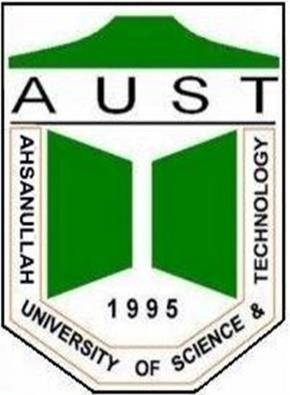 AUST
AHSANULLAH
UNIVERSITY OF SCIENCE &
TECHNOLOGY
1995